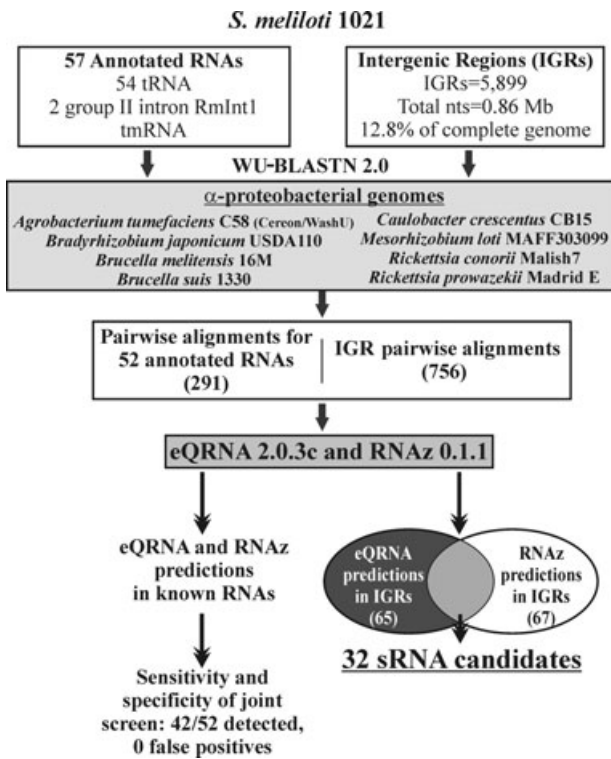 S. meliloti 1021
57 Annotated RNAs
54 tRNA
2 group II intron RmInt1
tmRNA
Intergenic Regions (IGRs)
IGRs=5,899
Total nts=0.86 Mb
12.8% of complete genome
WU-BLASTN 2.0
α-proteobacterial genomes
Agrobacterium tumefaciens C58 (Cereon/WashU)
Bradyrhizobium japonicum USDA110
Brucella melitensis 16M
Brucella suis 1330
Caulobacter crescentus CB15
Mesorhizobium loti MAFF303099
Rickettsia conorii Malish7
Rickettsia prowazekii Madrid E
Pairwise alignments for
52 annotated RNAs
(291)
IGR pairwise alignments
(756)
eQRNA 2.0.3c and RNAz 0.1.1
eQRNA and RNAz
predictions
in known RNAs
Sensitivity and
specificity of joint
screen: 42/52 detected,
0 false positives
eQRNA
predictions
in IGRs
(65)
RNAz
predictions
in IGRs
(67)
32 sRNA candidates